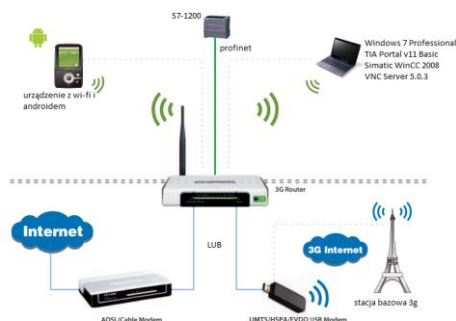 S7-1200
profinet
Windows 7 Professional
TIA Portal v11 Basic
Simatic WinCC 2008
VNC Server 5.0.3
urządzenie z wi-fi i
androidem
3G Router
Internet
LUB
3G Internet
stacja bazowa 3g
ADSL/Cable Modem
UMTS/HSPA/EVDO USB Modem